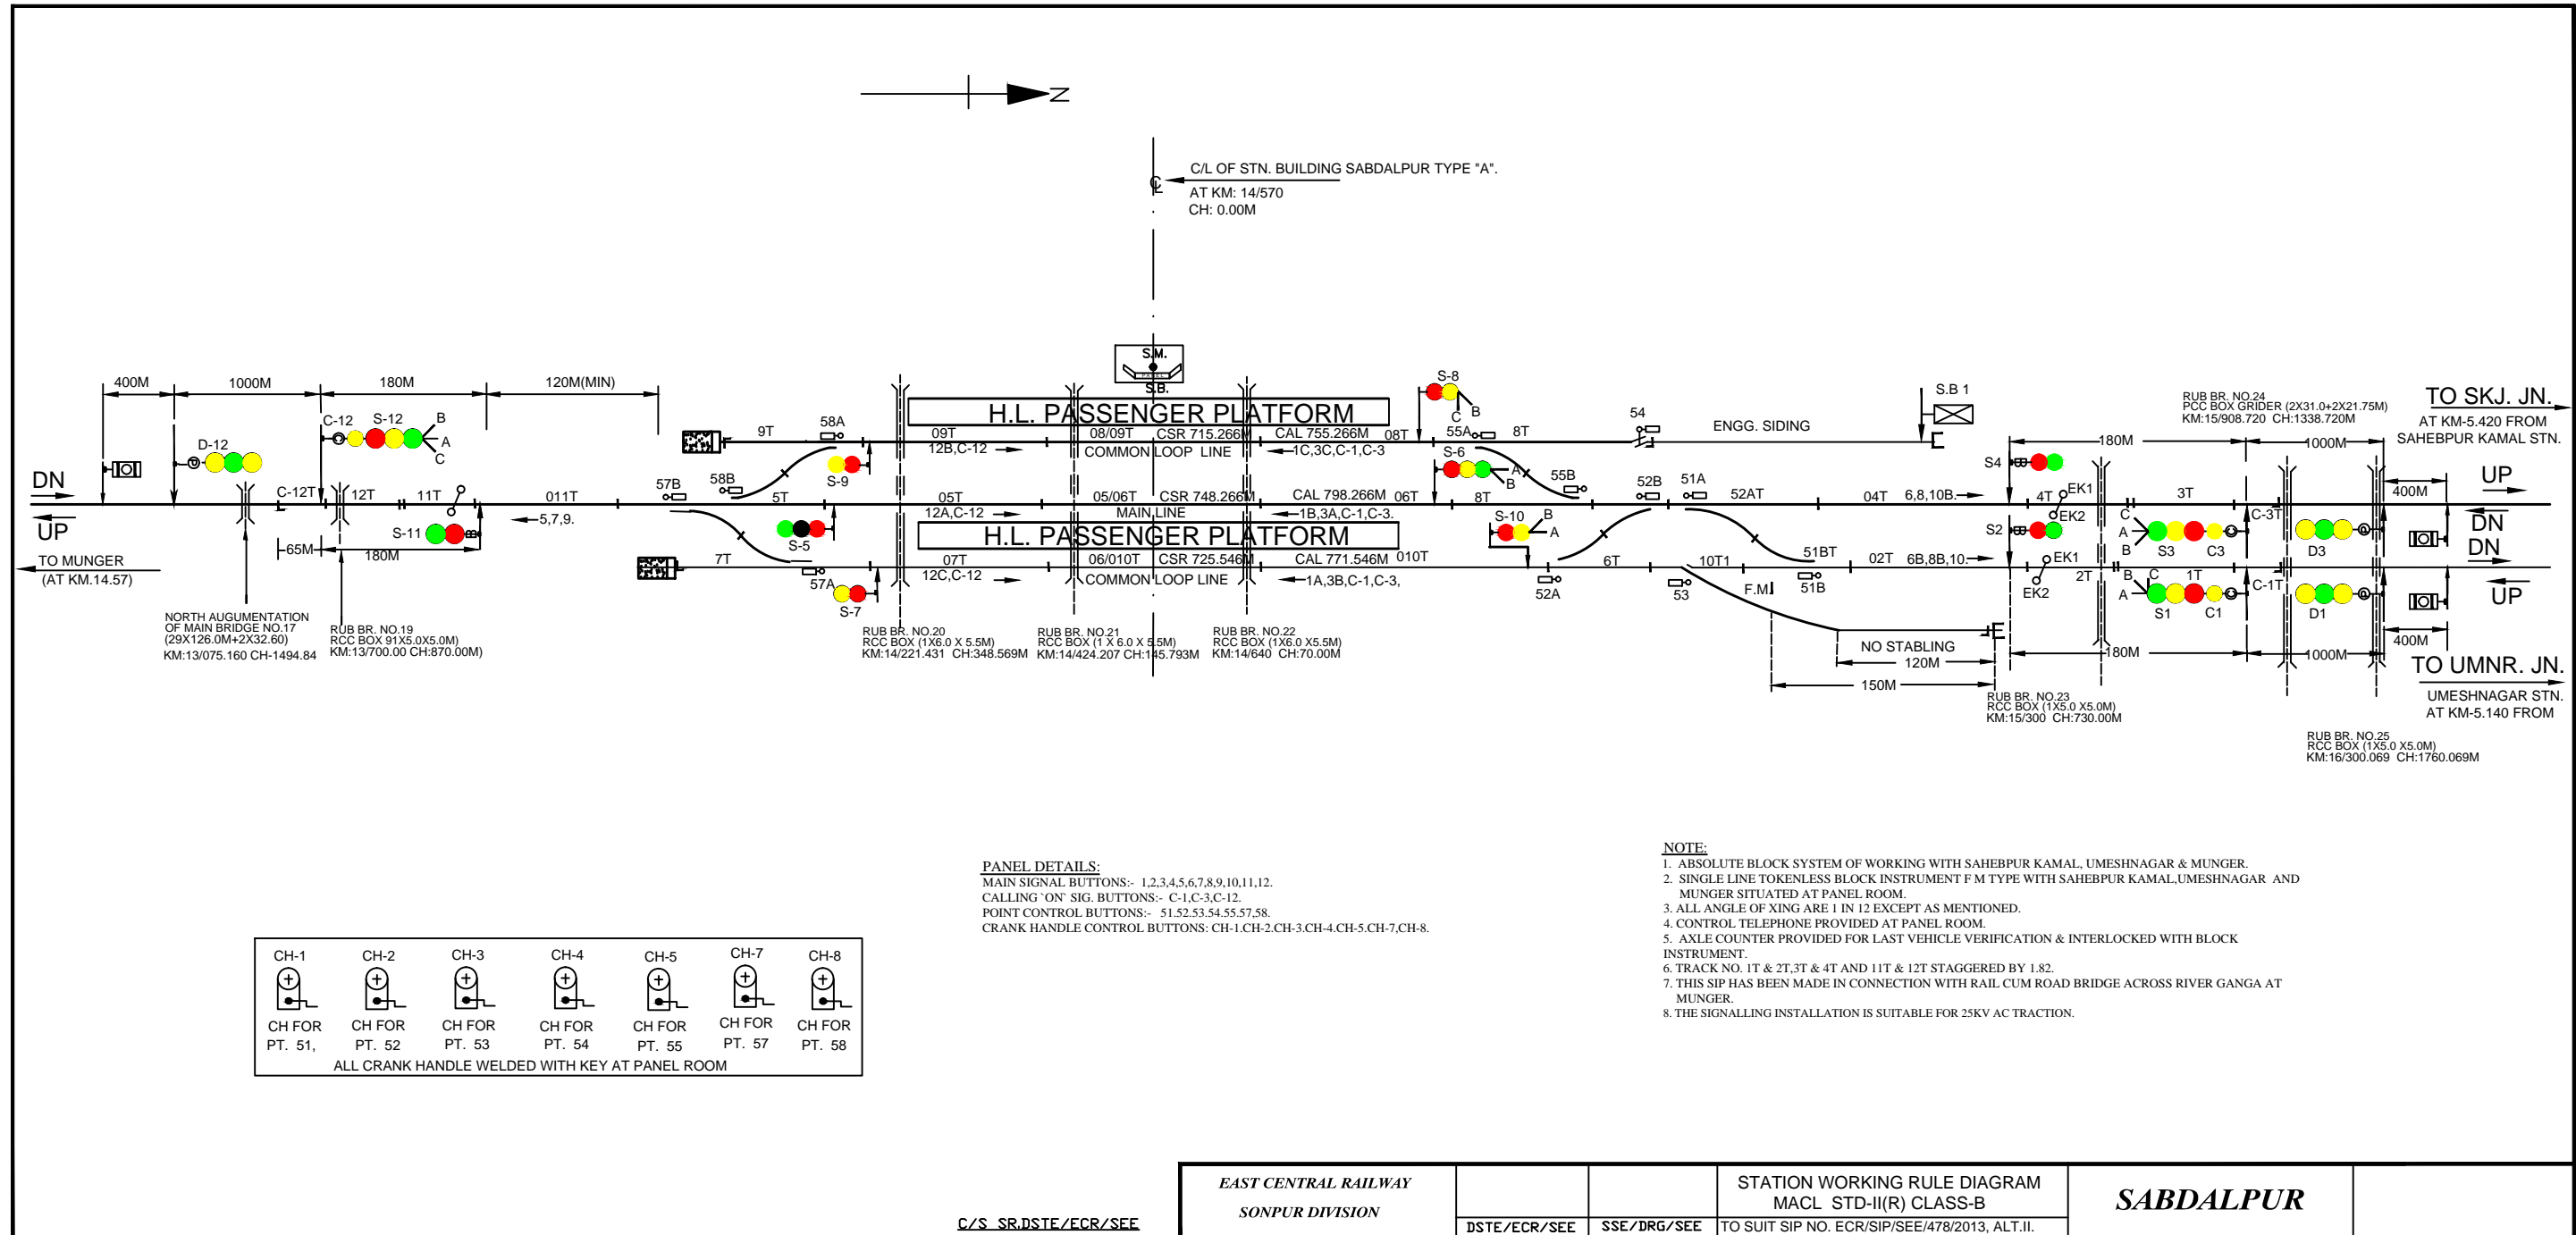 N
C/L OF STN. BUILDING SABDALPUR TYPE "A".
AT KM: 14/570
CH: 0.00M
S.M.
PANEL
S.B.
400M 1000M 180M 120M(MIN)
C-12 S-12 B A C
D-12
DN
UP
TO MUNGER
(AT KM.14.57)
C-12T 12T 11T 011T
5,7,9.
S-11
65M
180M
NORTH AUGUMENTATION
OF MAIN BRIDGE NO.17
(29X126.0M+2X32.60)
KM:13/075.160 CH-1494.84
RUB BR. NO.19
RCC BOX 91X5.0X5.0M)
KM:13/700.00 CH:870.00M)
H.L. PASSENGER PLATFORM
9T 58A 09T 08/09T CSR 715.266M CAL 755.266M 08T 55A 8T 54 ENGG. SIDING
12B,C-12 COMMON LOOP LINE 1C,3C,C-1,C-3
S-8 B C
S.B 1
S-9
S-6 A B
57B 58B 5T 05T 05/06T CSR 748.266M CAL 798.266M 06T 8T 55B 52B 51A 52AT 04T 6,8,10B.
12A,C-12 MAIN LINE 1B,3A,C-1,C-3.
S-5
H.L. PASSENGER PLATFORM
S-10 B A
7T 57A 07T 06/010T CSR 725.546M CAL 771.546M 010T 52A 6T 53 10T1 51BT 51B 02T 6B,8B,10.
12C,C-12 COMMON LOOP LINE 1A,3B,C-1,C-3,
S-7
F.M.
NO STABLING
120M
150M
RUB BR. NO.20
RCC BOX (1X6.0 X 5.5M)
KM:14/221.431 CH:348.569M
RUB BR. NO.21
RCC BOX (1 X 6.0 X 5.5M)
KM:14/424.207 CH:145.793M
RUB BR. NO.22
RCC BOX (1X6.0 X5.5M)
KM:14/640 CH:70.00M
RUB BR. NO.24
PCC BOX GRIDER (2X31.0+2X21.75M)
KM:15/908.720 CH:1338.720M
TO SKJ. JN.
AT KM-5.420 FROM
SAHEBPUR KAMAL STN.
180M 1000M 400M
S4
4T EK1 EK2 3T C-3T
UP
DN
S2
C A B S3 C3 D3
DN
UP
EK1 EK2 2T 1T C-1T
B C A S1 C1 D1
180M 1000M 400M
TO UMNR. JN.
UMESHNAGAR STN.
AT KM-5.140 FROM
RUB BR. NO.23
RCC BOX (1X5.0 X5.0M)
KM:15/300 CH:730.00M
RUB BR. NO.25
RCC BOX (1X5.0 X5.0M)
KM:16/300.069 CH:1760.069M
PANEL DETAILS:
MAIN SIGNAL BUTTONS:- 1,2,3,4,5,6,7,8,9,10,11,12.
CALLING `ON' SIG. BUTTONS:- C-1,C-3,C-12.
POINT CONTROL BUTTONS:- 51.52.53.54.55.57,58.
CRANK HANDLE CONTROL BUTTONS: CH-1.CH-2.CH-3.CH-4.CH-5.CH-7,CH-8.
NOTE:
1. ABSOLUTE BLOCK SYSTEM OF WORKING WITH SAHEBPUR KAMAL, UMESHNAGAR & MUNGER.
2. SINGLE LINE TOKENLESS BLOCK INSTRUMENT F M TYPE WITH SAHEBPUR KAMAL,UMESHNAGAR AND
MUNGER SITUATED AT PANEL ROOM.
3. ALL ANGLE OF XING ARE 1 IN 12 EXCEPT AS MENTIONED.
4. CONTROL TELEPHONE PROVIDED AT PANEL ROOM.
5. AXLE COUNTER PROVIDED FOR LAST VEHICLE VERIFICATION & INTERLOCKED WITH BLOCK
INSTRUMENT.
6. TRACK NO. 1T & 2T,3T & 4T AND 11T & 12T STAGGERED BY 1.82.
7. THIS SIP HAS BEEN MADE IN CONNECTION WITH RAIL CUM ROAD BRIDGE ACROSS RIVER GANGA AT
MUNGER.
8. THE SIGNALLING INSTALLATION IS SUITABLE FOR 25KV AC TRACTION.
CH-1 CH-2 CH-3 CH-4 CH-5 CH-7 CH-8
CH FOR CH FOR CH FOR CH FOR CH FOR CH FOR CH FOR
PT. 51, PT. 52 PT. 53 PT. 54 PT. 55 PT. 57 PT. 58
ALL CRANK HANDLE WELDED WITH KEY AT PANEL ROOM
C/S SR.DSTE/ECR/SEE
EAST CENTRAL RAILWAY
SONPUR DIVISION
DSTE/ECR/SEE
SSE/DRG/SEE
STATION WORKING RULE DIAGRAM
MACL STD-II(R) CLASS-B
TO SUIT SIP NO. ECR/SIP/SEE/478/2013, ALT.II.
SABDALPUR